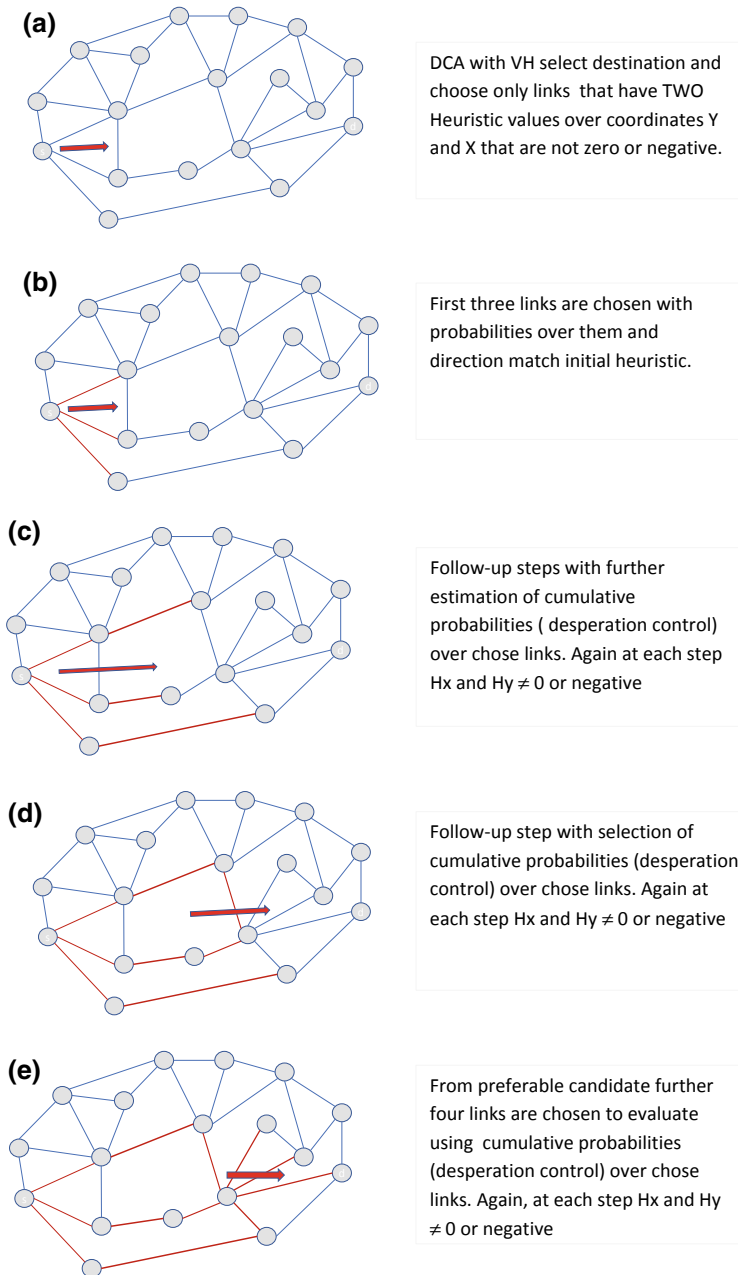 (a)
DCA with VH select destination and
choose only links that have TWO
Heuristic values over coordinates Y
and X that are not zero or negative.
s
d
(b)
First three links are chosen with
probabilities over them and
direction match initial heuristic.
s
d
(c)
Follow-up steps with further
estimation of cumulative
probabilities ( desperation control)
over chose links. Again at each step
Hx and Hy ≠ 0 or negative
s
d
(d)
Follow-up step with selection of
cumulative probabilities (desperation
control) over chose links. Again at
each step Hx and Hy ≠ 0 or negative
s
d
(e)
From preferable candidate further
four links are chosen to evaluate
using cumulative probabilities
(desperation control) over chose
links. Again, at each step Hx and Hy
≠ 0 or negative
s
d